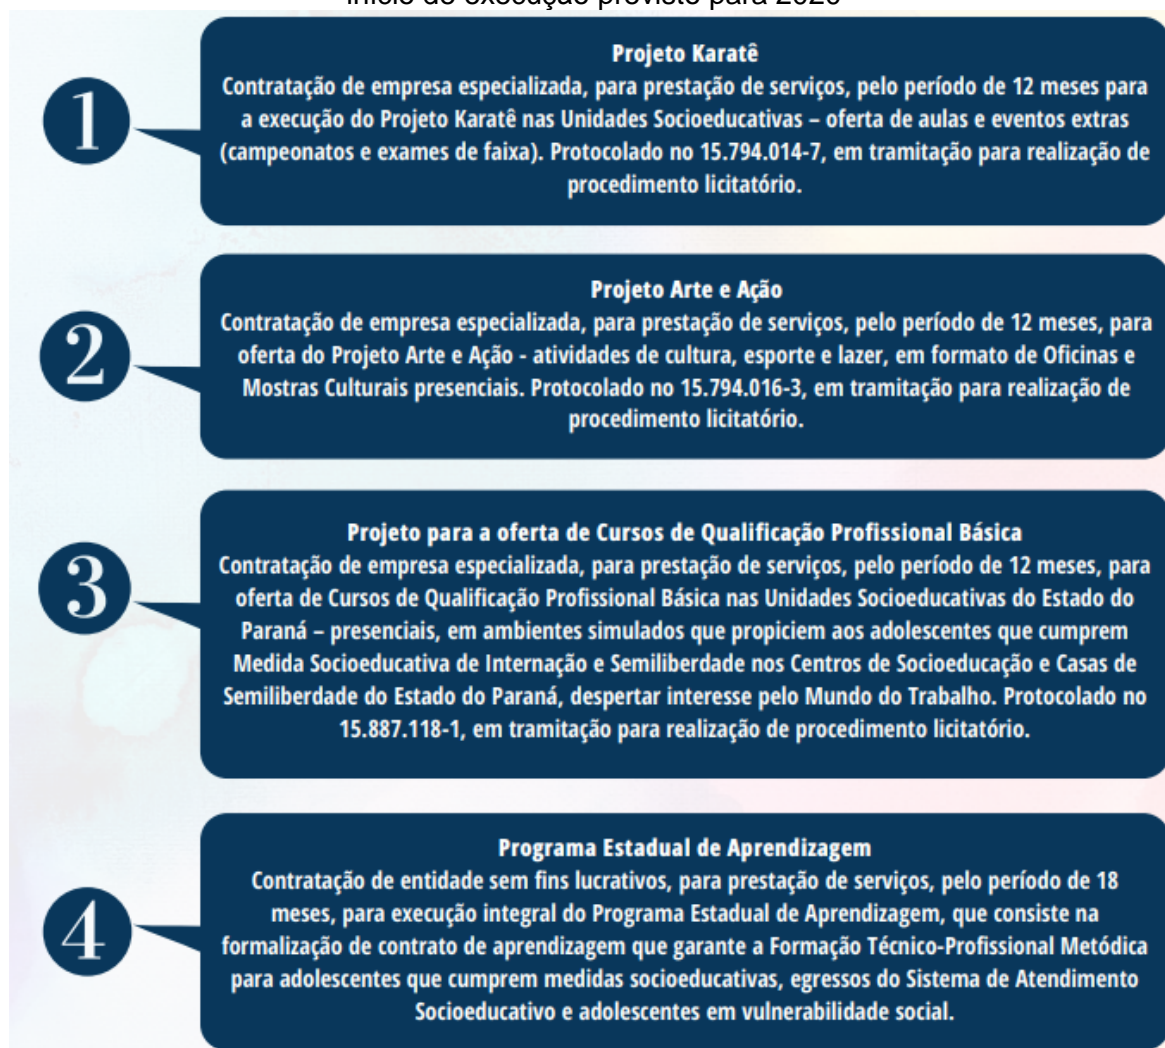 início de execução previsto para 2020
1
Projeto Karatê
Contratação de empresa especializada, para prestação de serviços, pelo período de 12 meses para
a execução do Projeto Karatê nas Unidades Socioeducativas – oferta de aulas e eventos extras
(campeonatos e exames de faixa). Protocolado no 15.794.014-7, em tramitação para realização de
procedimento licitatório.
2
Projeto Arte e Ação
Contratação de empresa especializada, para prestação de serviços, pelo período de 12 meses, para
oferta do Projeto Arte e Ação - atividades de cultura, esporte e lazer, em formato de Oficinas e
Mostras Culturais presenciais. Protocolado no 15.794.016-3, em tramitação para realização de
procedimento licitatório.
3
Projeto para a oferta de Cursos de Qualificação Profissional Básica
Contratação de empresa especializada, para prestação de serviços, pelo período de 12 meses, para
oferta de Cursos de Qualificação Profissional Básica nas Unidades Socioeducativas do Estado do
Paraná – presenciais, em ambientes simulados que propiciem aos adolescentes que cumprem
Medida Socioeducativa de Internação e Semiliberdade nos Centros de Socioeducação e Casas de
Semiliberdade do Estado do Paraná, despertar interesse pelo Mundo do Trabalho. Protocolado no
15.887.118-1, em tramitação para realização de procedimento licitatório.
4
Programa Estadual de Aprendizagem
Contratação de entidade sem fins lucrativos, para prestação de serviços, pelo período de 18
meses, para execução integral do Programa Estadual de Aprendizagem, que consiste na
formalização de contrato de aprendizagem que garante a Formação Técnico-Profissional Metódica
para adolescentes que cumprem medidas socioeducativas, egressos do Sistema de Atendimento
Socioeducativo e adolescentes em vulnerabilidade social.